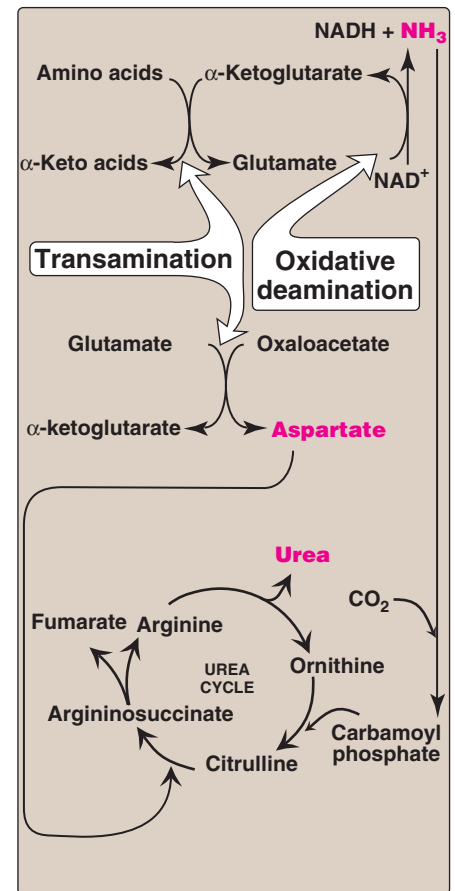 NADH + NH₃
Amino acids α-Ketoglutarate
α-Keto acids Glutamate
NAD⁺
Transamination
Oxidative
deamination
Glutamate Oxaloacetate
α-ketoglutarate Aspartate
Urea
CO₂
Fumarate Arginine
UREA
CYCLE
Ornithine
Argininosuccinate
Carbamoyl
phosphate
Citrulline